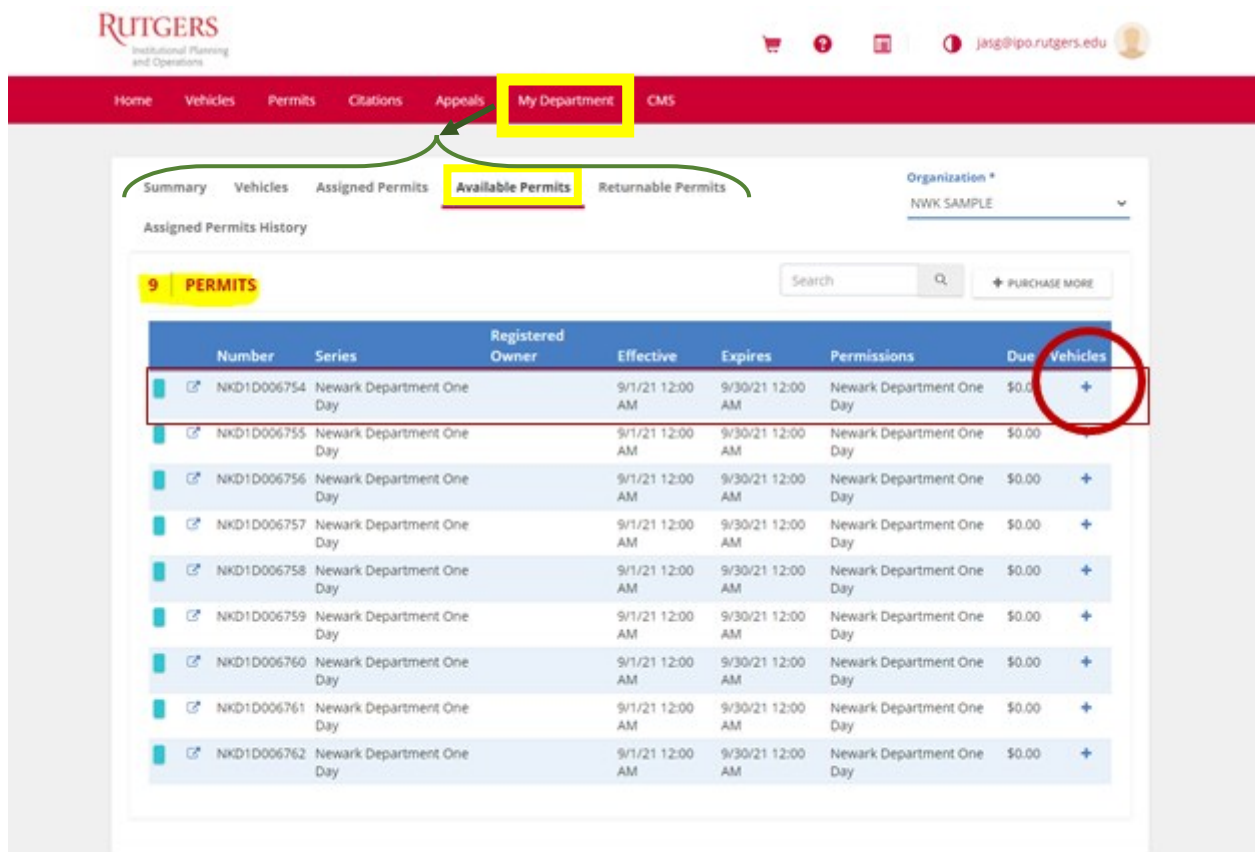 RUTGERS
Institutional Planning
and Operations
jasg@ipo.rutgers.edu
Home Vehicles Permits Citations Appeals My Department CMS
Summary Vehicles Assigned Permits Available Permits Returnable Permits
Organization *
NWK SAMPLE
Assigned Permits History
9 PERMITS
Search
+ PURCHASE MORE
Registered
Number Series Owner Effective Expires Permissions Due Vehicles
NKD1D006754 Newark Department One 9/1/21 12:00 9/30/21 12:00 Newark Department One $0.00 +
Day AM AM Day
NKD1D006755 Newark Department One 9/1/21 12:00 9/30/21 12:00 Newark Department One $0.00 +
Day AM AM Day
NKD1D006756 Newark Department One 9/1/21 12:00 9/30/21 12:00 Newark Department One $0.00 +
Day AM AM Day
NKD1D006757 Newark Department One 9/1/21 12:00 9/30/21 12:00 Newark Department One $0.00 +
Day AM AM Day
NKD1D006758 Newark Department One 9/1/21 12:00 9/30/21 12:00 Newark Department One $0.00 +
Day AM AM Day
NKD1D006759 Newark Department One 9/1/21 12:00 9/30/21 12:00 Newark Department One $0.00 +
Day AM AM Day
NKD1D006760 Newark Department One 9/1/21 12:00 9/30/21 12:00 Newark Department One $0.00 +
Day AM AM Day
NKD1D006761 Newark Department One 9/1/21 12:00 9/30/21 12:00 Newark Department One $0.00 +
Day AM AM Day
NKD1D006762 Newark Department One 9/1/21 12:00 9/30/21 12:00 Newark Department One $0.00 +
Day AM AM Day